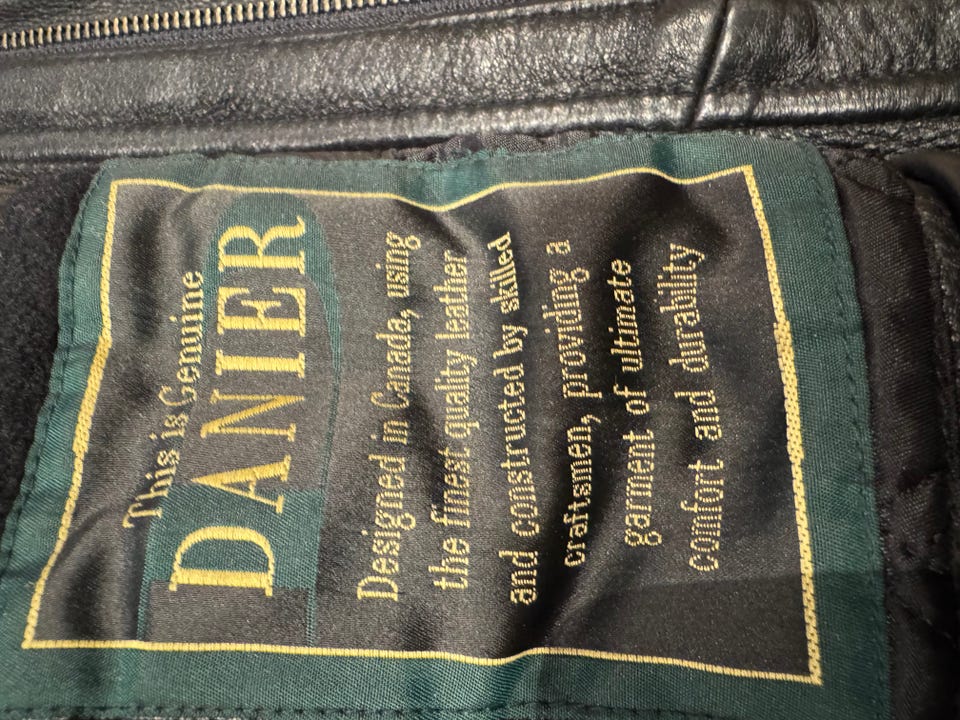 This is Genuine
DANIER
Designed in Canada, using
the finest quality leather
and constructed by skilled
craftsmen, providing a
garment of ultimate
comfort and durability